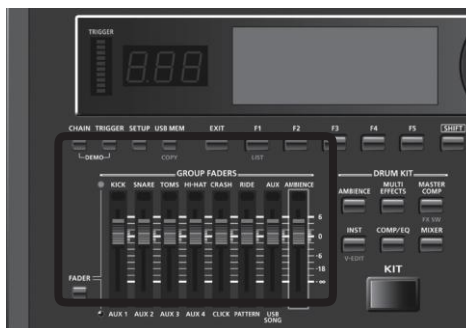 TRIGGER
8.8.8.
CHAIN TRIGGER SETUP USB MEM EXIT F1 F2 F3 F4 F5 SHIFT
DEMO COPY LIST
GROUP FADERS
KICK SNARE TOMS HI-HAT CRASH RIDE AUX AMBIENCE
6
0
-6
-18
-∞
FADER
AUX 1 AUX 2 AUX 3 AUX 4 CLICK PATTERN USB SONG
DRUM KIT
AMBIENCE MULTI EFFECTS MASTER COMP
FX SW
INST COMP/EQ MIXER
V-EDIT
KIT